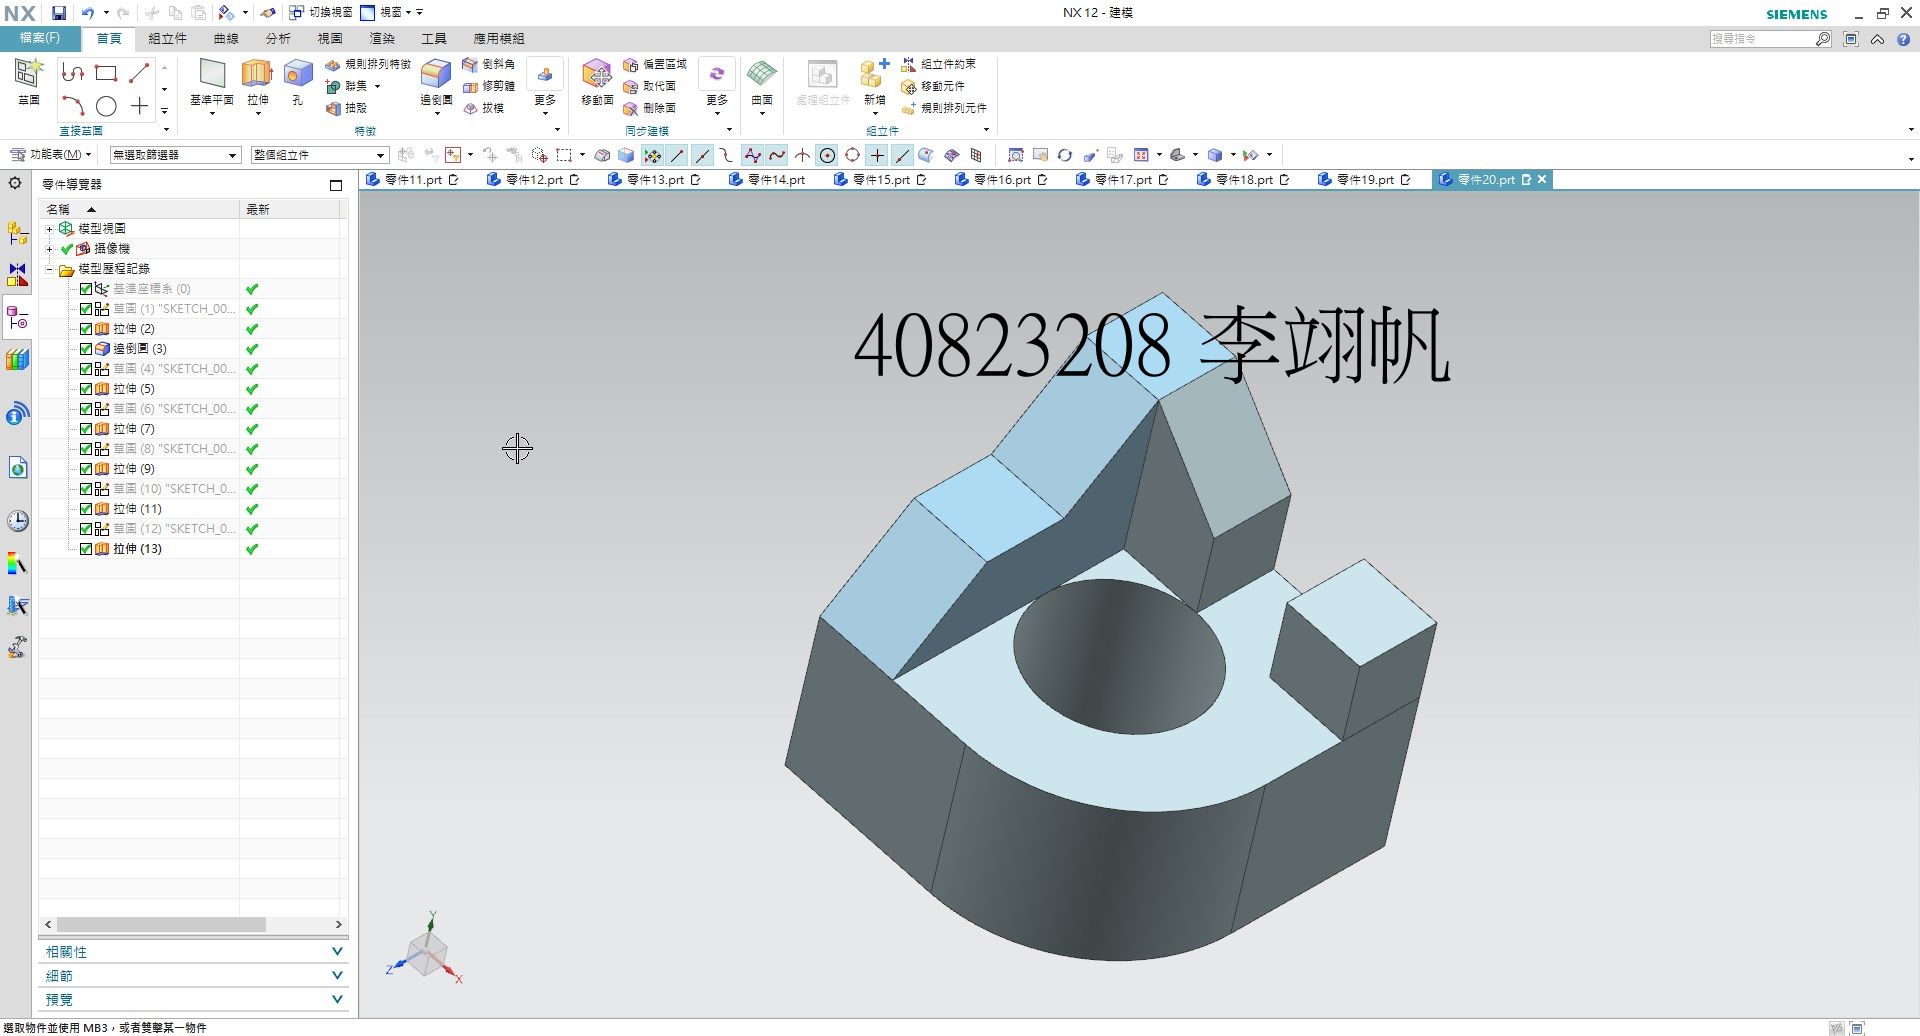 NX 切換視窗 視窗 NX 12 - 建模 SIEMENS
檔案(F) 首頁 組立件 曲線 分析 視圖 渲染 工具 應用模組 搜尋指令
草圖 基準平面 拉伸 孔 規則排列特徵 聯集 抽殼 邊倒圓 倒斜角 修剪體 拔模 更多 移動面 偏置區域 取代面 刪除面 更多 曲面 處理組立件 新增 組立件約束 移動元件 規則排列元件
直接草圖 特徵 同步建模 組立件
功能表(M) 無選取篩選器 整個組立件
零件導覽器 零件11.prt 零件12.prt 零件13.prt 零件14.prt 零件15.prt 零件16.prt 零件17.prt 零件18.prt 零件19.prt 零件20.prt
名稱 最新
模型視圖
攝像機
模型歷程記錄
基準座標系 (0)
草圖 (1) "SKETCH_00...
拉伸 (2)
邊倒圓 (3)
草圖 (4) "SKETCH_00...
拉伸 (5)
草圖 (6) "SKETCH_00...
拉伸 (7)
草圖 (8) "SKETCH_00...
拉伸 (9)
草圖 (10) "SKETCH_0...
拉伸 (11)
草圖 (12) "SKETCH_0...
拉伸 (13)
40823208 李翊帆
Y
Z
X
相關性
細節
預覽
選取物件並使用 MB3，或者雙擊某一物件